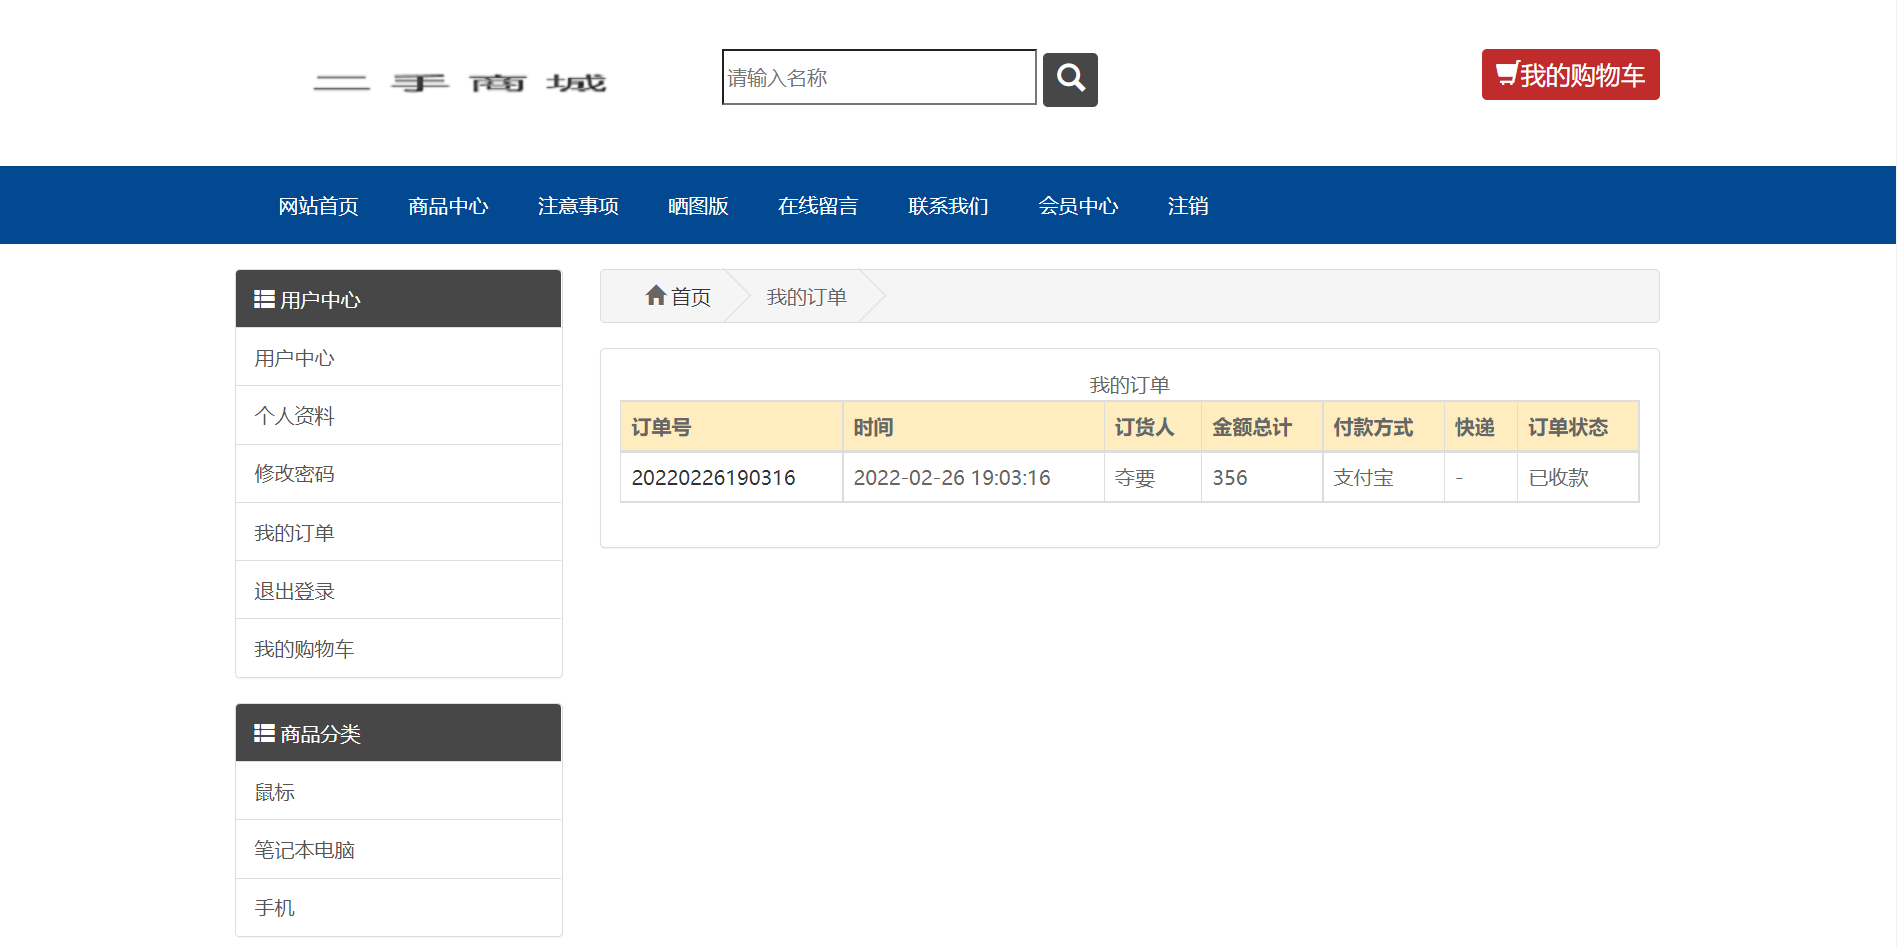 二手商城
请输入名称
我的购物车
网站首页 商品中心 注意事项 晒图版 在线留言 联系我们 会员中心 注销
用户中心
用户中心
个人资料
修改密码
我的订单
退出登录
我的购物车
商品分类
鼠标
笔记本电脑
手机
首页 我的订单
我的订单
订单号 时间 订货人 金额总计 付款方式 快递 订单状态
20220226190316 2022-02-26 19:03:16 夺要 356 支付宝 - 已收款